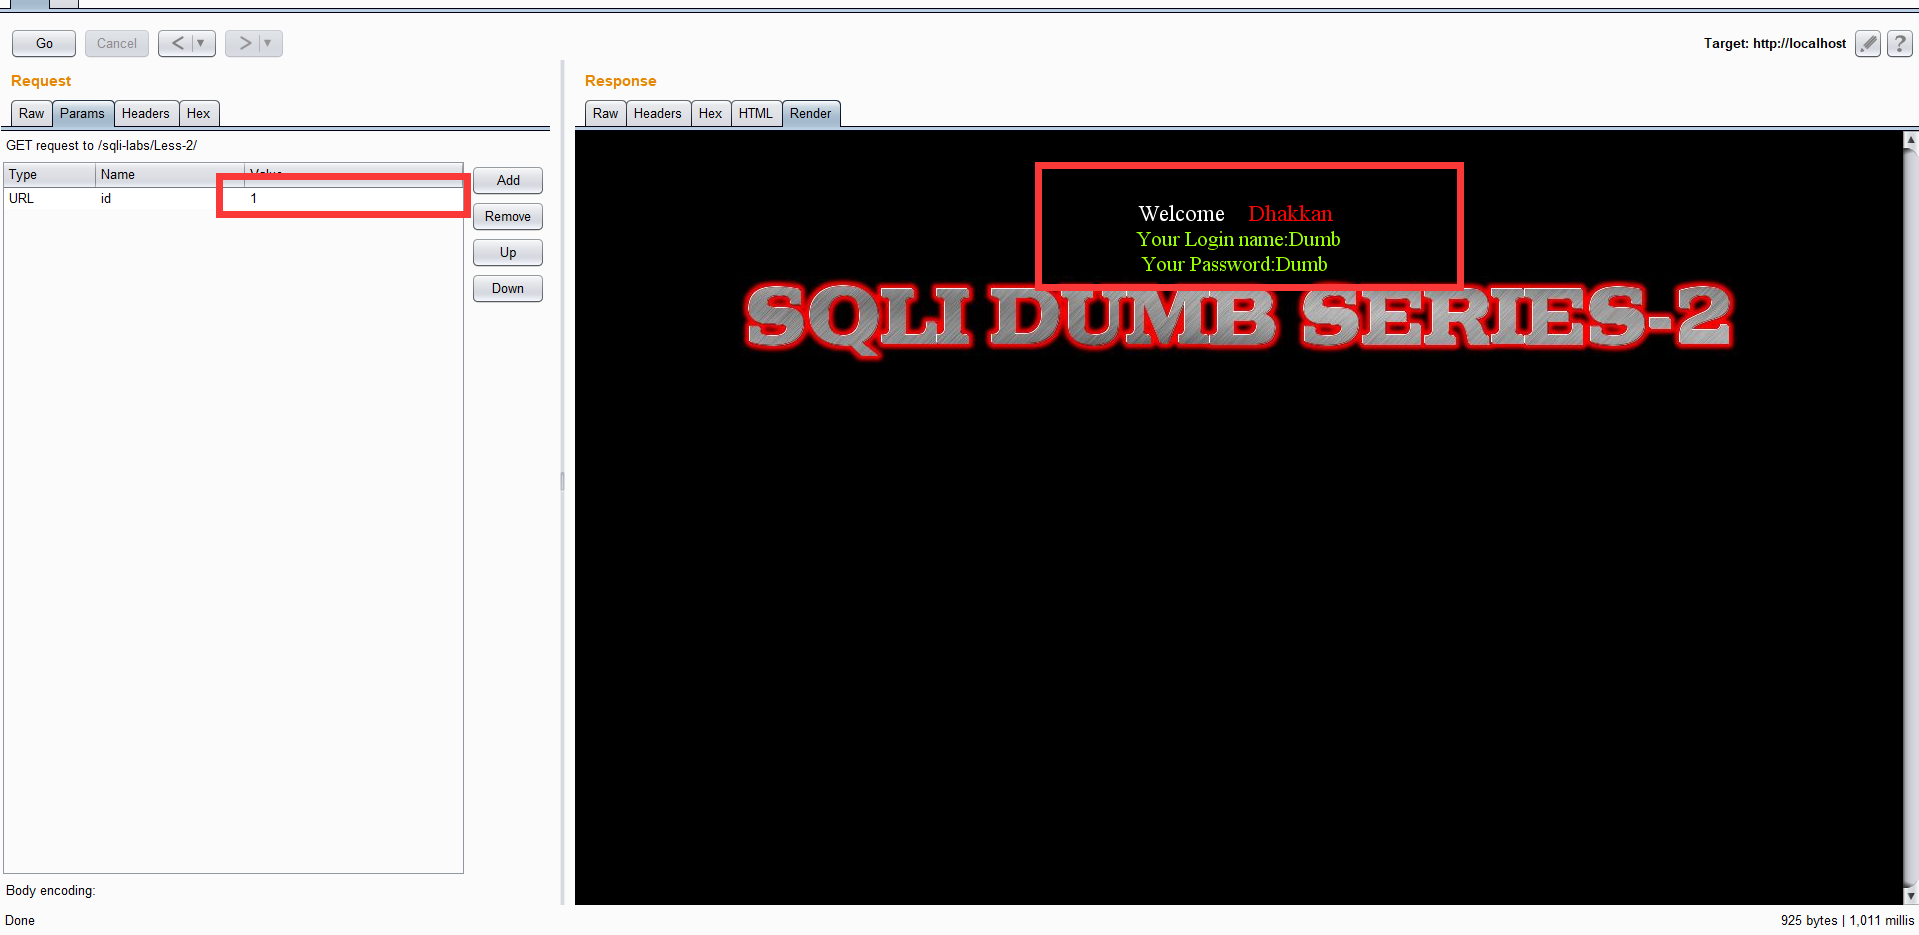 Go Cancel < ▼ > ▼ Target: http://localhost ?
Request
Raw Params Headers Hex
GET request to /sqli-labs/Less-2/
Type Name Value
URL id 1
Add
Remove
Up
Down
Body encoding:
Response
Raw Headers Hex HTML Render
Welcome Dhakkan
Your Login name:Dumb
Your Password:Dumb
SQLI DUMB SERIES-2
Done 925 bytes | 1,011 millis